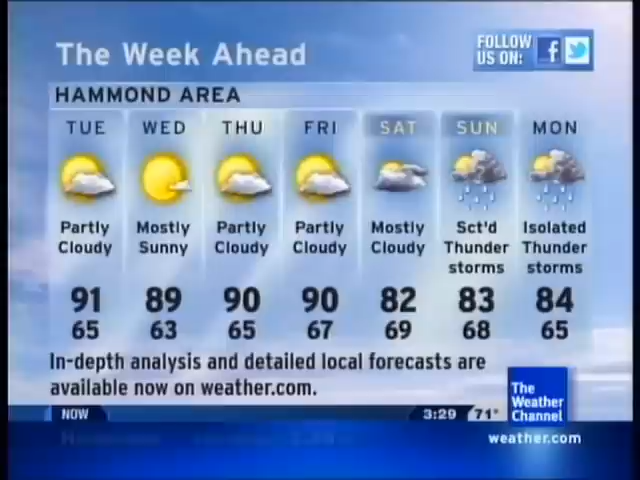 The Week Ahead
FOLLOW
US ON:
HAMMOND AREA
TUE WED THU FRI SAT SUN MON
Partly Mostly Partly Partly Mostly Sct'd Isolated
Cloudy Sunny Cloudy Cloudy Cloudy Thunder Thunder
storms storms
91 89 90 90 82 83 84
65 63 65 67 69 68 65
In-depth analysis and detailed local forecasts are
available now on weather.com.
The
Weather
Channel
NOW 3:29 71°
weather.com